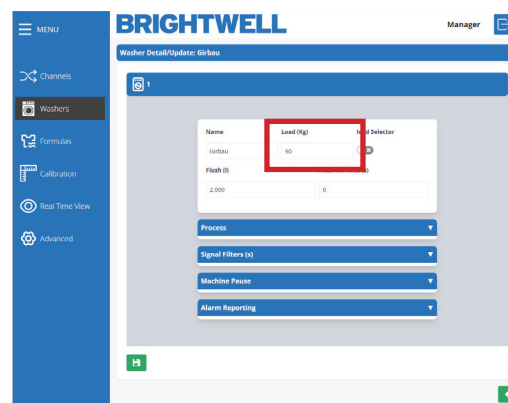 BRIGHTWELL
MENU
Manager
Washer Detail/Update: Girbau
Channels
Washers
Formulas
Calibration
Real Time View
Advanced
1
Name Load (Kg) Selector
Girbau 50
Flush (l)
2.000 0
Process
Signal Filters (s)
Machine Pause
Alarm Reporting